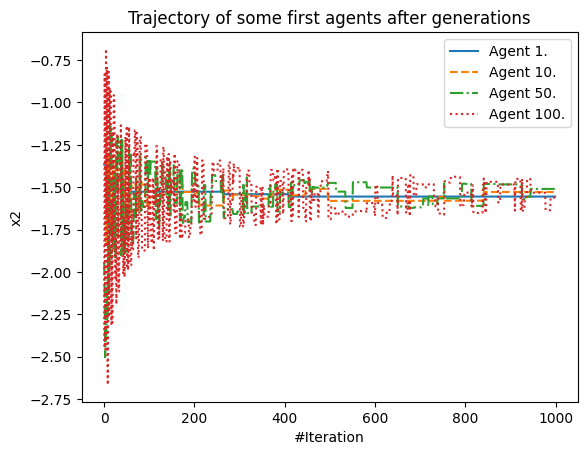 Trajectory of some first agents after generations
Agent 1.
Agent 10.
Agent 50.
Agent 100.
−0.75
−1.00
−1.25
−1.50
−1.75
−2.00
−2.25
−2.50
−2.75
x2
0 200 400 600 800 1000
#Iteration